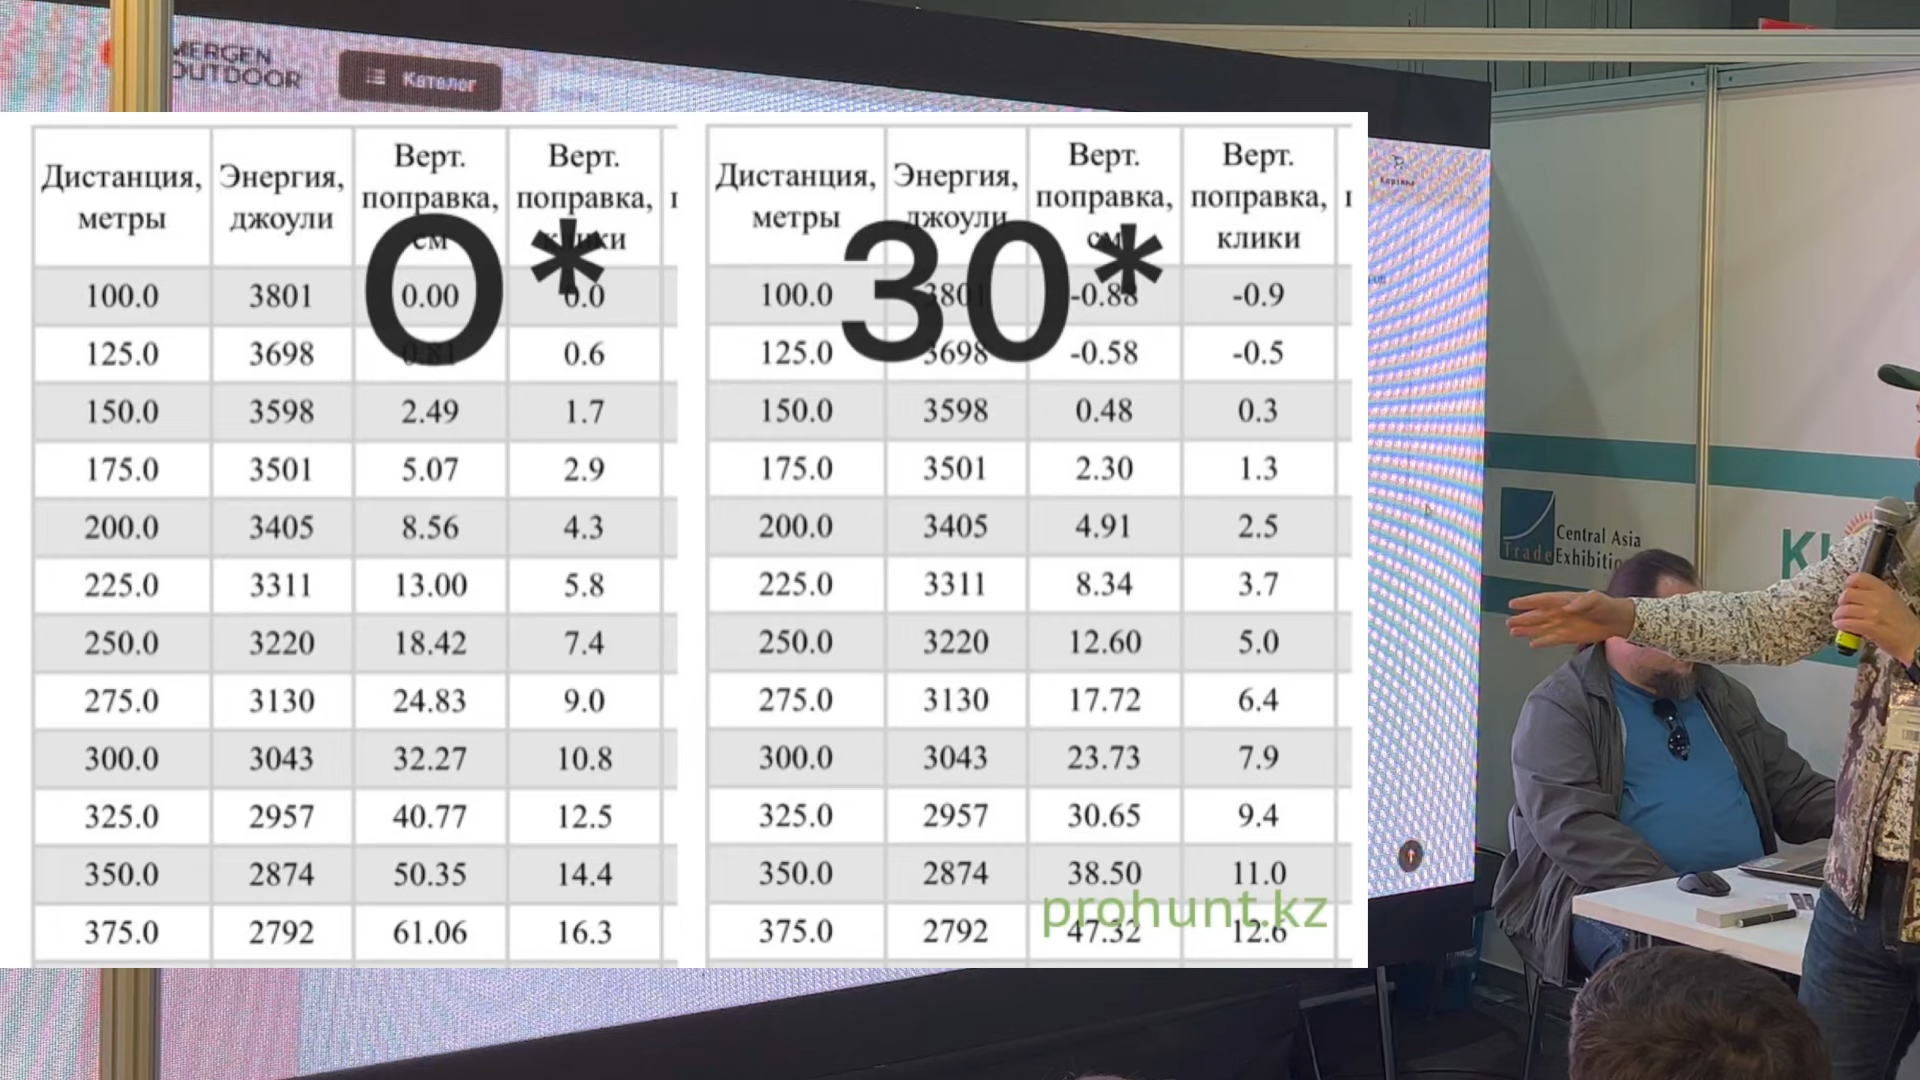 MERGEN
OUTDOOR
Каталог
Дистанция, метры Энергия, джоули Верт. поправка, см Верт. поправка, клики
0*
100.0 3801 0.00 0.0
125.0 3698 0.81 0.6
150.0 3598 2.49 1.7
175.0 3501 5.07 2.9
200.0 3405 8.56 4.3
225.0 3311 13.00 5.8
250.0 3220 18.42 7.4
275.0 3130 24.83 9.0
300.0 3043 32.27 10.8
325.0 2957 40.77 12.5
350.0 2874 50.35 14.4
375.0 2792 61.06 16.3
Дистанция, метры Энергия, джоули Верт. поправка, см Верт. поправка, клики
30*
100.0 3801 -0.88 -0.9
125.0 3698 -0.58 -0.5
150.0 3598 0.48 0.3
175.0 3501 2.30 1.3
200.0 3405 4.91 2.5
225.0 3311 8.34 3.7
250.0 3220 12.60 5.0
275.0 3130 17.72 6.4
300.0 3043 23.73 7.9
325.0 2957 30.65 9.4
350.0 2874 38.50 11.0
375.0 2792 47.32 12.6
prohunt.kz
Корзина
Central Asia
Trade Exhibition